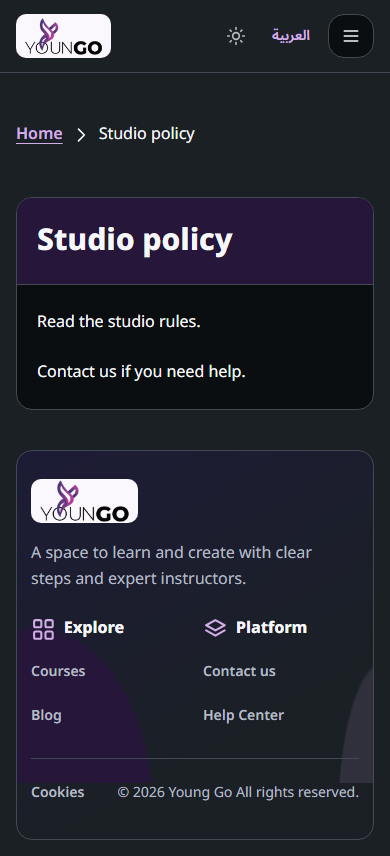 YOUNGO
العربية
Home > Studio policy
Studio policy
Read the studio rules.
Contact us if you need help.
YOUNGO
A space to learn and create with clear
steps and expert instructors.
Explore
Platform
Courses
Contact us
Blog
Help Center
Cookies
© 2026 Young Go All rights reserved.